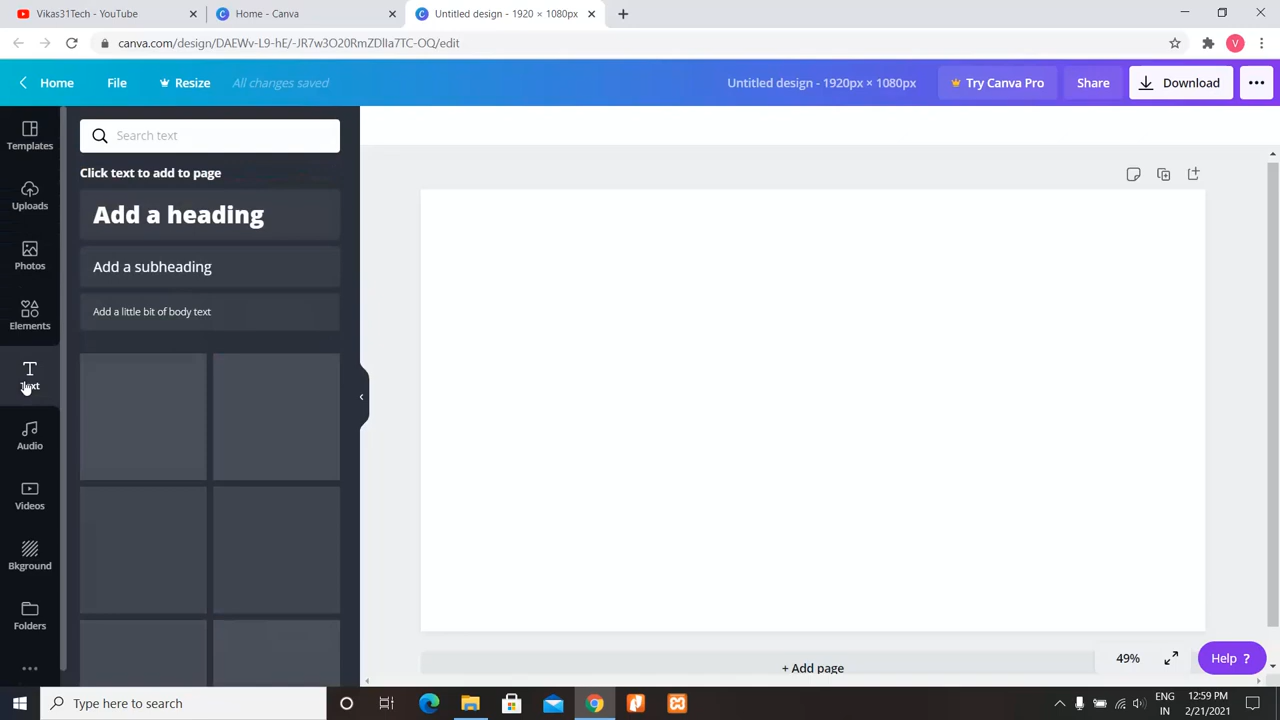 Vikas31Tech - YouTube
Home - Canva
Untitled design - 1920 × 1080px
canva.com/design/DAEWv-L9-hE/-JR7w3O20RmZDlIa7TC-OQ/edit
V
Home
File
Resize
All changes saved
Untitled design - 1920px × 1080px
Try Canva Pro
Share
Download
Templates
Uploads
Photos
Elements
Text
Audio
Videos
Bkground
Folders
Search text
Click text to add to page
Add a heading
Add a subheading
Add a little bit of body text
+ Add page
49%
Help ?
Type here to search
ENG
IN
12:59 PM
2/21/2021